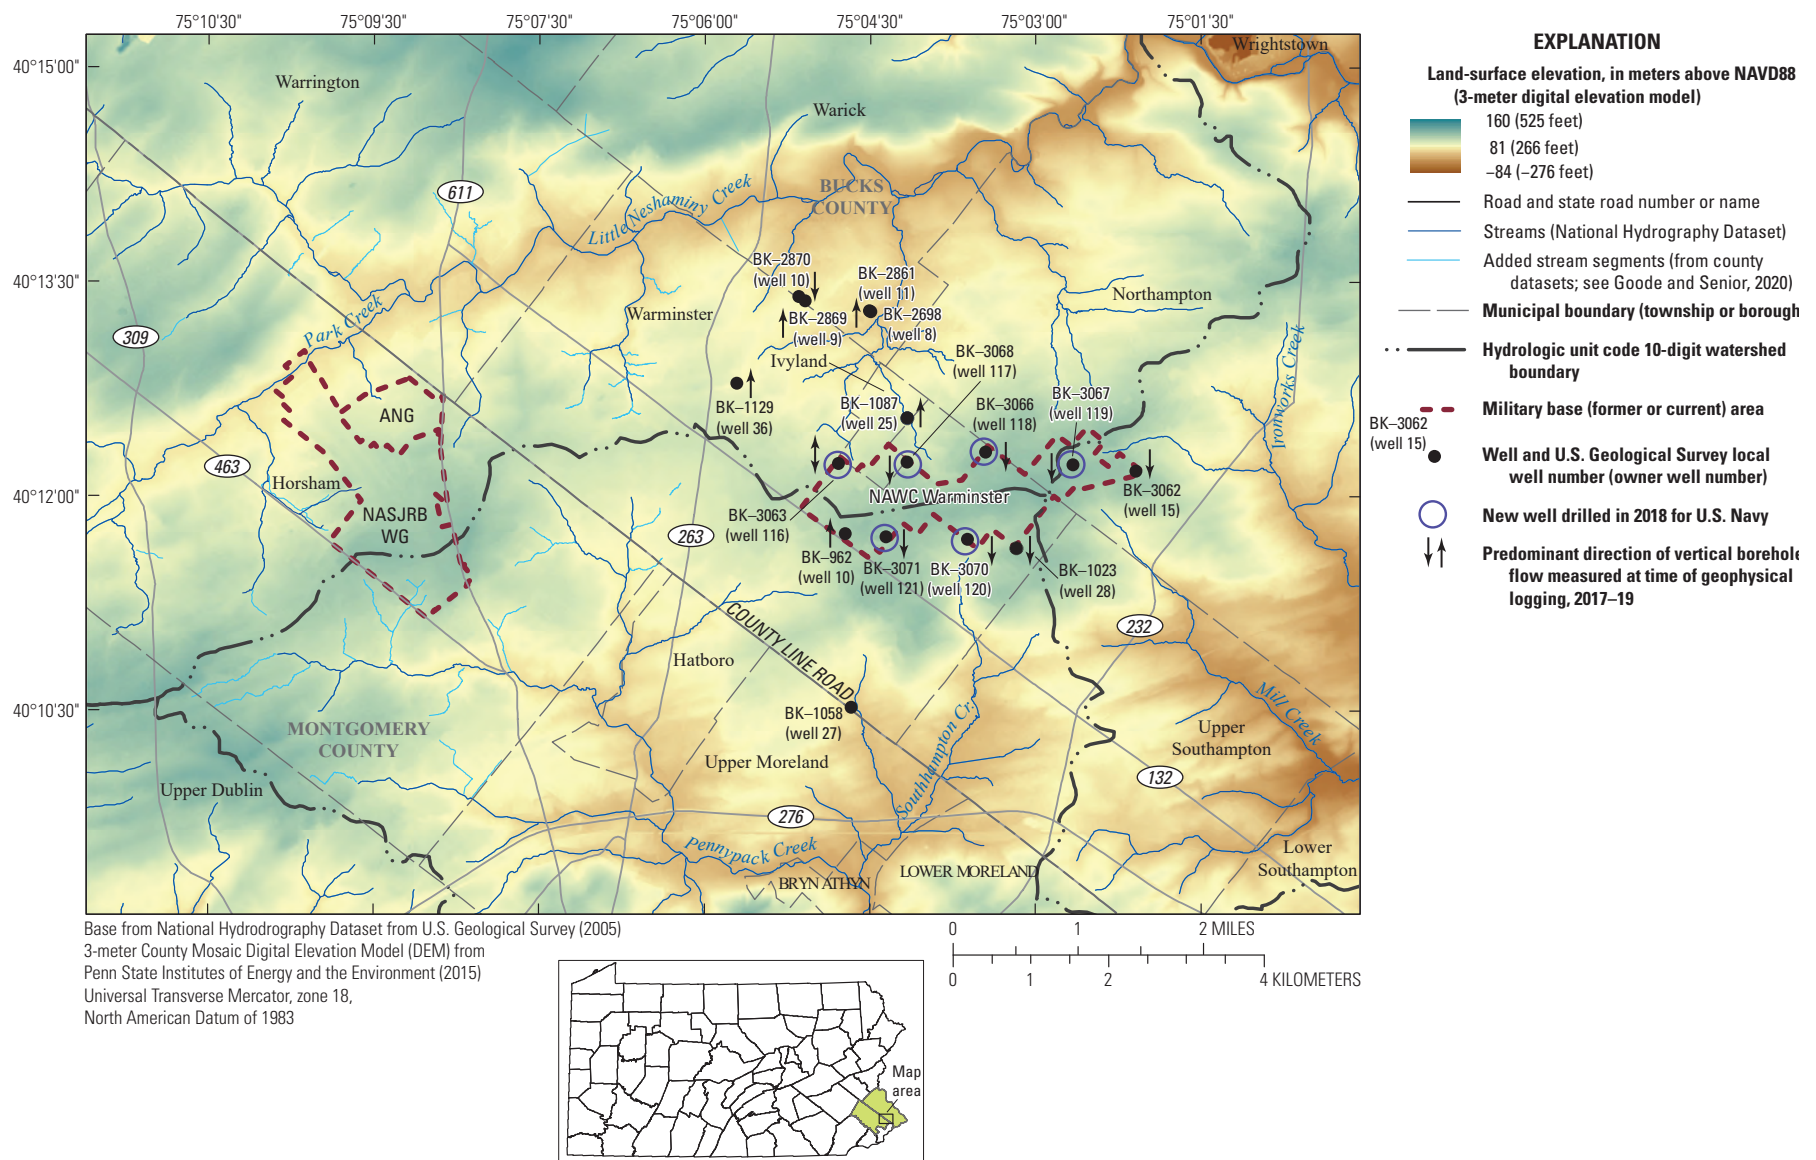 75°10'30"
75°09'30"
75°07'30"
75°06'00"
75°04'30"
75°03'00"
75°01'30"
40°15'00"
40°13'30"
40°12'00"
40°10'30"
Wrightstown
Warrington
Warick
611
BUCKS
COUNTY
Little Neshaminy Creek
BK–2870
(well 10)
BK–2861
(well 11)
Northampton
Warminster
BK–2869
(well 9)
BK–2698
(well 8)
Park Creek
309
Ironworks Creek
Ivyland
BK–3068
(well 117)
BK–1129
(well 36)
BK–1087
(well 25)
BK–3066
(well 118)
BK–3067
(well 119)
ANG
463
Horsham
NAWC Warminster
BK–3062
(well 15)
NASJRB
WG
BK–3063
(well 116)
263
BK–962
(well 10)
BK–3071
(well 121)
BK–3070
(well 120)
BK–1023
(well 28)
COUNTY LINE ROAD
232
Hatboro
BK–1058
(well 27)
MONTGOMERY
COUNTY
Southhampton Cr.
Mill Creek
Upper
Southampton
Upper Moreland
132
Upper Dublin
276
Pennypack Creek
BRYN ATHYN
LOWER MORELAND
Lower
Southampton
EXPLANATION
Land-surface elevation, in meters above NAVD88
(3-meter digital elevation model)
160 (525 feet)
81 (266 feet)
–84 (–276 feet)
Road and state road number or name
Streams (National Hydrography Dataset)
Added stream segments (from county
datasets; see Goode and Senior, 2020)
Municipal boundary (township or borough
Hydrologic unit code 10-digit watershed
boundary
Military base (former or current) area
BK–3062
(well 15)
Well and U.S. Geological Survey local
well number (owner well number)
New well drilled in 2018 for U.S. Navy
Predominant direction of vertical borehole
flow measured at time of geophysical
logging, 2017–19
Base from National Hydrodrography Dataset from U.S. Geological Survey (2005)
3-meter County Mosaic Digital Elevation Model (DEM) from
Penn State Institutes of Energy and the Environment (2015)
Universal Transverse Mercator, zone 18,
North American Datum of 1983
0 1 2 MILES
0 1 2 4 KILOMETERS
Map
area